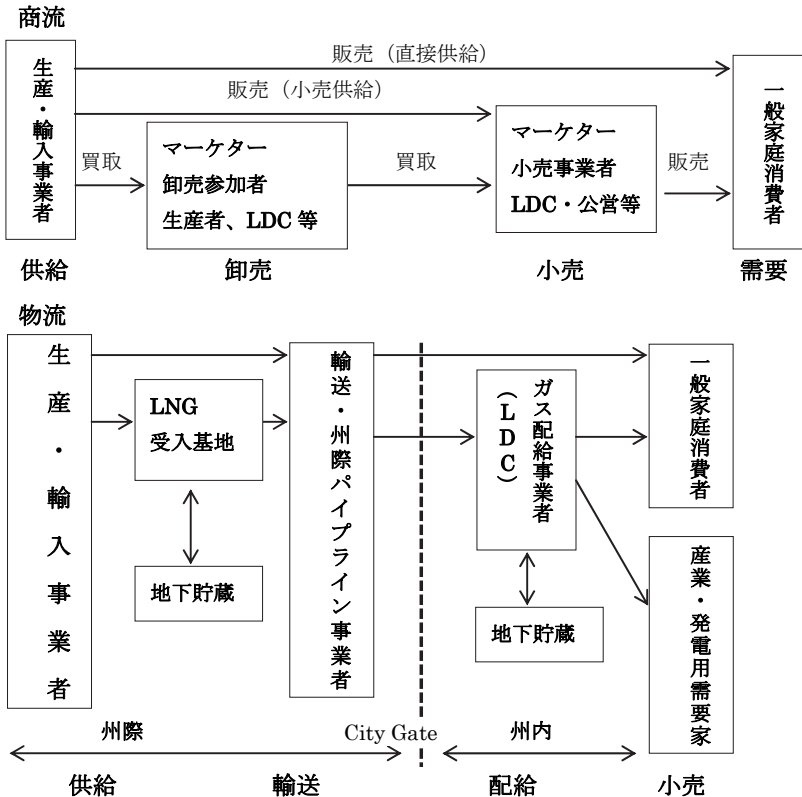 商流
生産・輸入事業者
販売（直接供給）
販売（小売供給）
買取
マーケター
卸売参加者
生産者、LDC 等
買取
マーケター
小売事業者
LDC・公営等
販売
一般家庭消費者
供給
卸売
小売
需要
物流
生産・輸入事業者
LNG
受入基地
地下貯蔵
輸送・州際パイプライン事業者
ガス配給事業者
（LDC）
地下貯蔵
一般家庭消費者
産業・発電用需要家
州際
City Gate
州内
供給
輸送
配給
小売